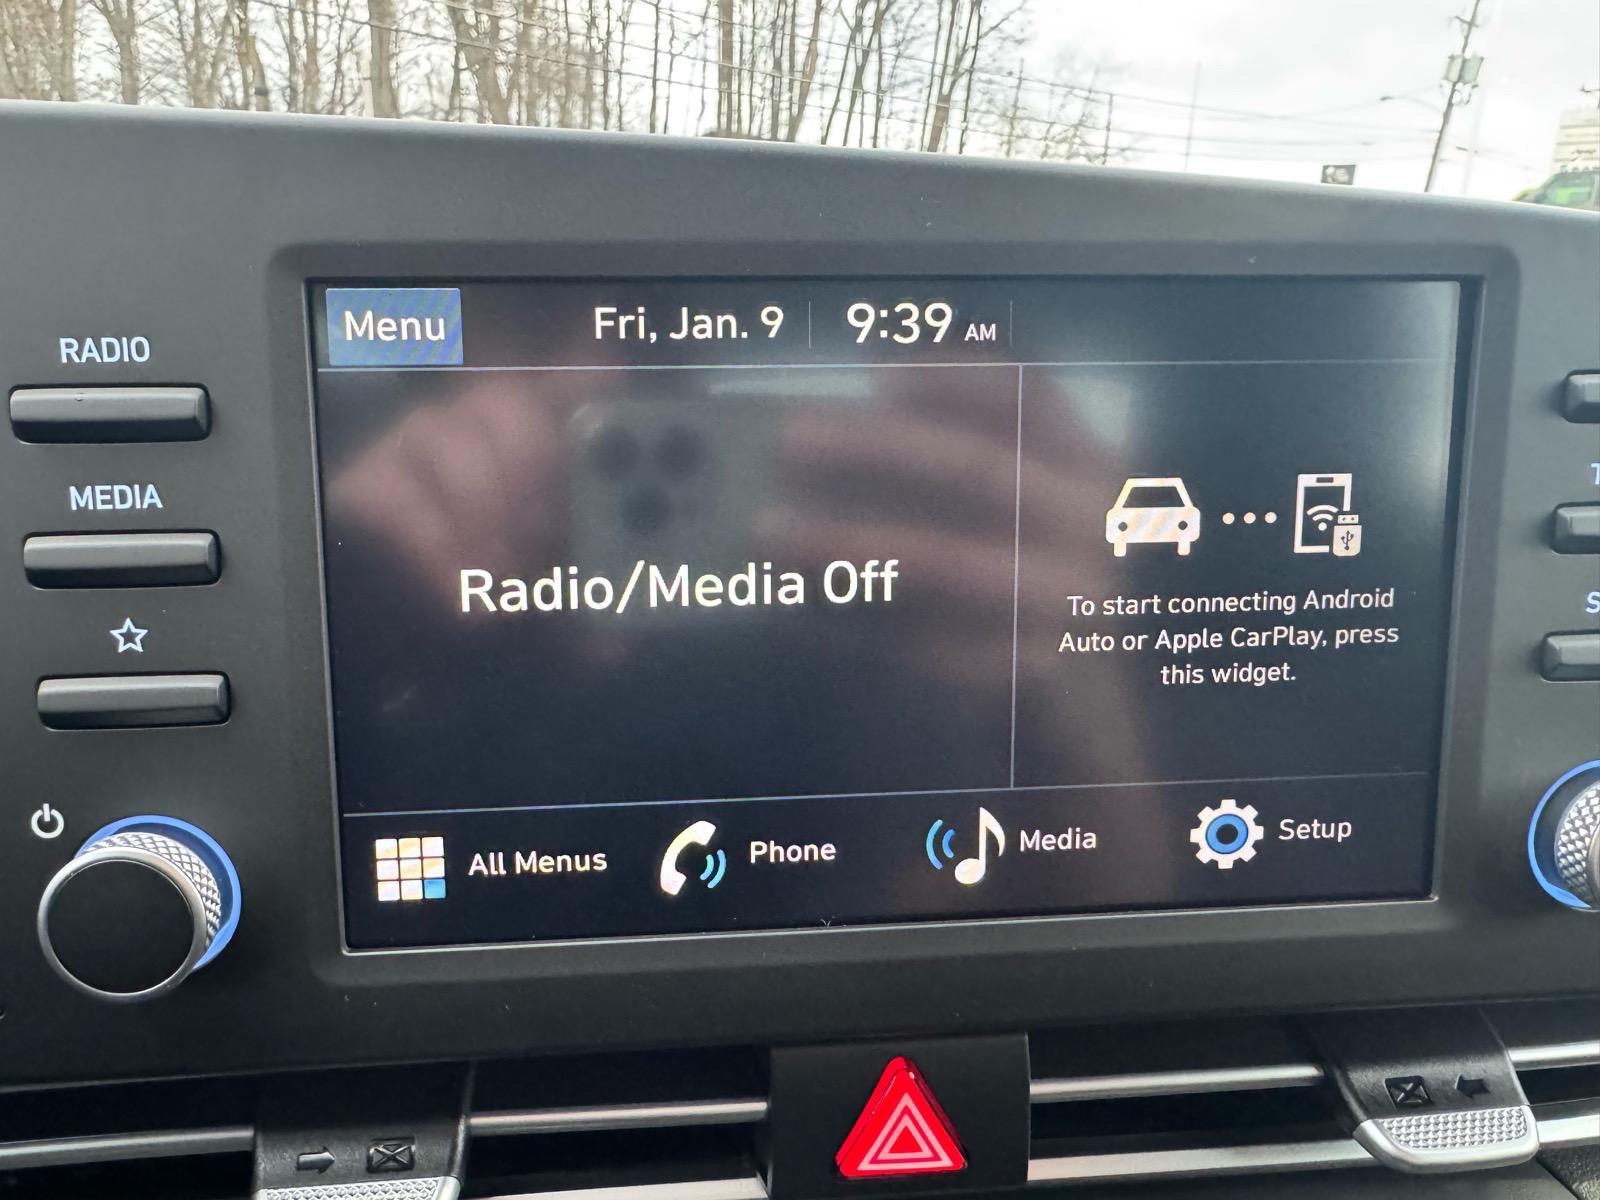 RADIO
MEDIA
Menu
Fri, Jan. 9
9:39 AM
Radio/Media Off
To start connecting Android
Auto or Apple CarPlay, press
this widget.
All Menus
Phone
Media
Setup
T
S